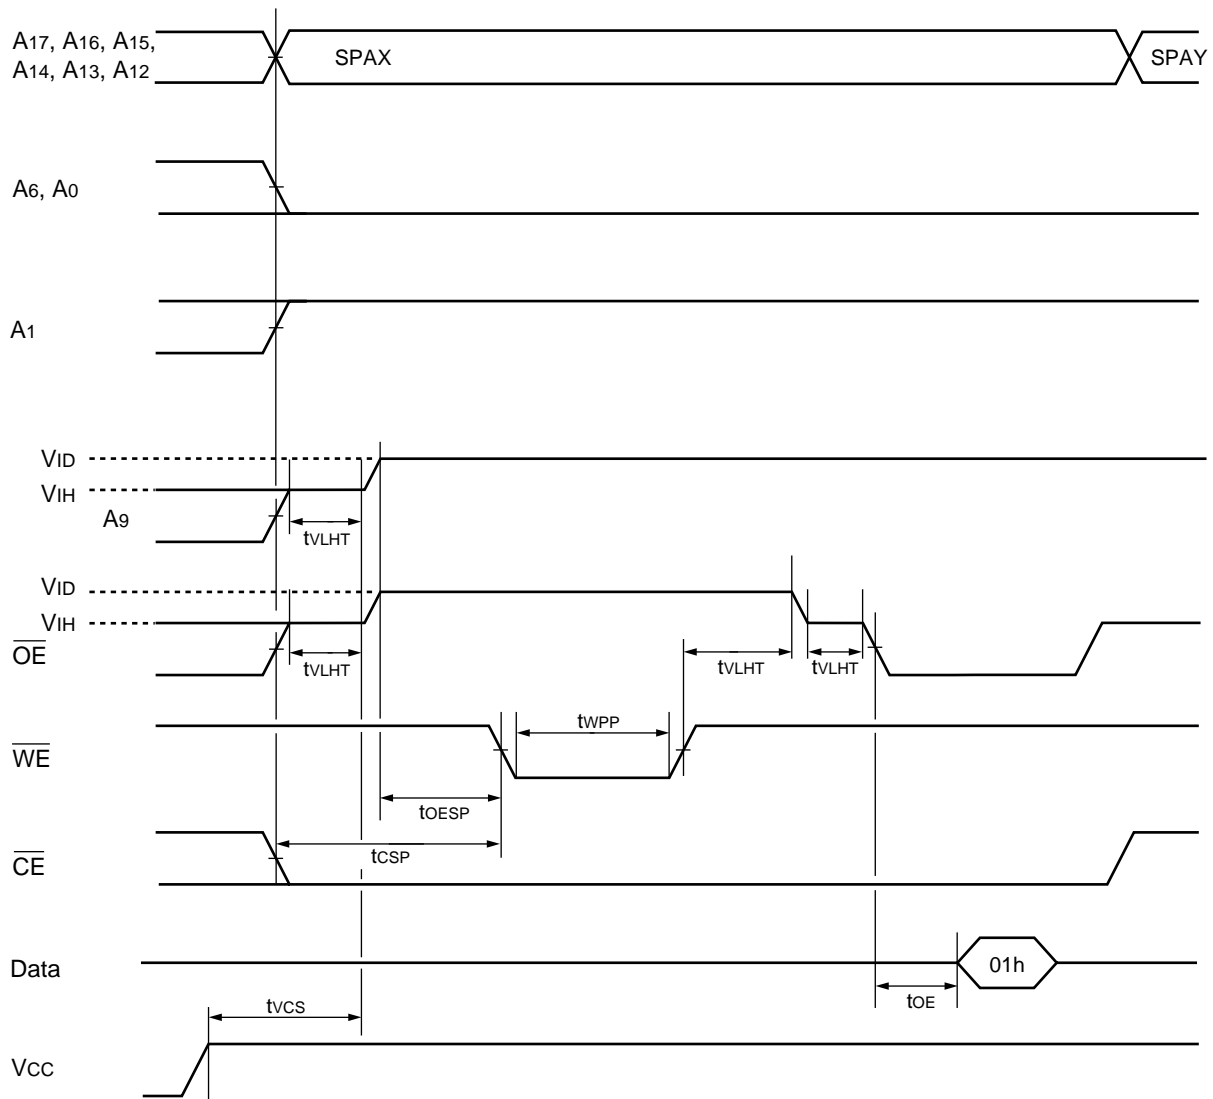 A17, A16, A15,
A14, A13, A12
SPAX
SPAY
A6, A0
A1
VID
VIH
A9
tVLHT
VID
VIH
OE
tVLHT
tVLHT
tVLHT
WE
tWPP
tOESP
CE
tCSP
Data
01h
tOE
tVCS
VCC